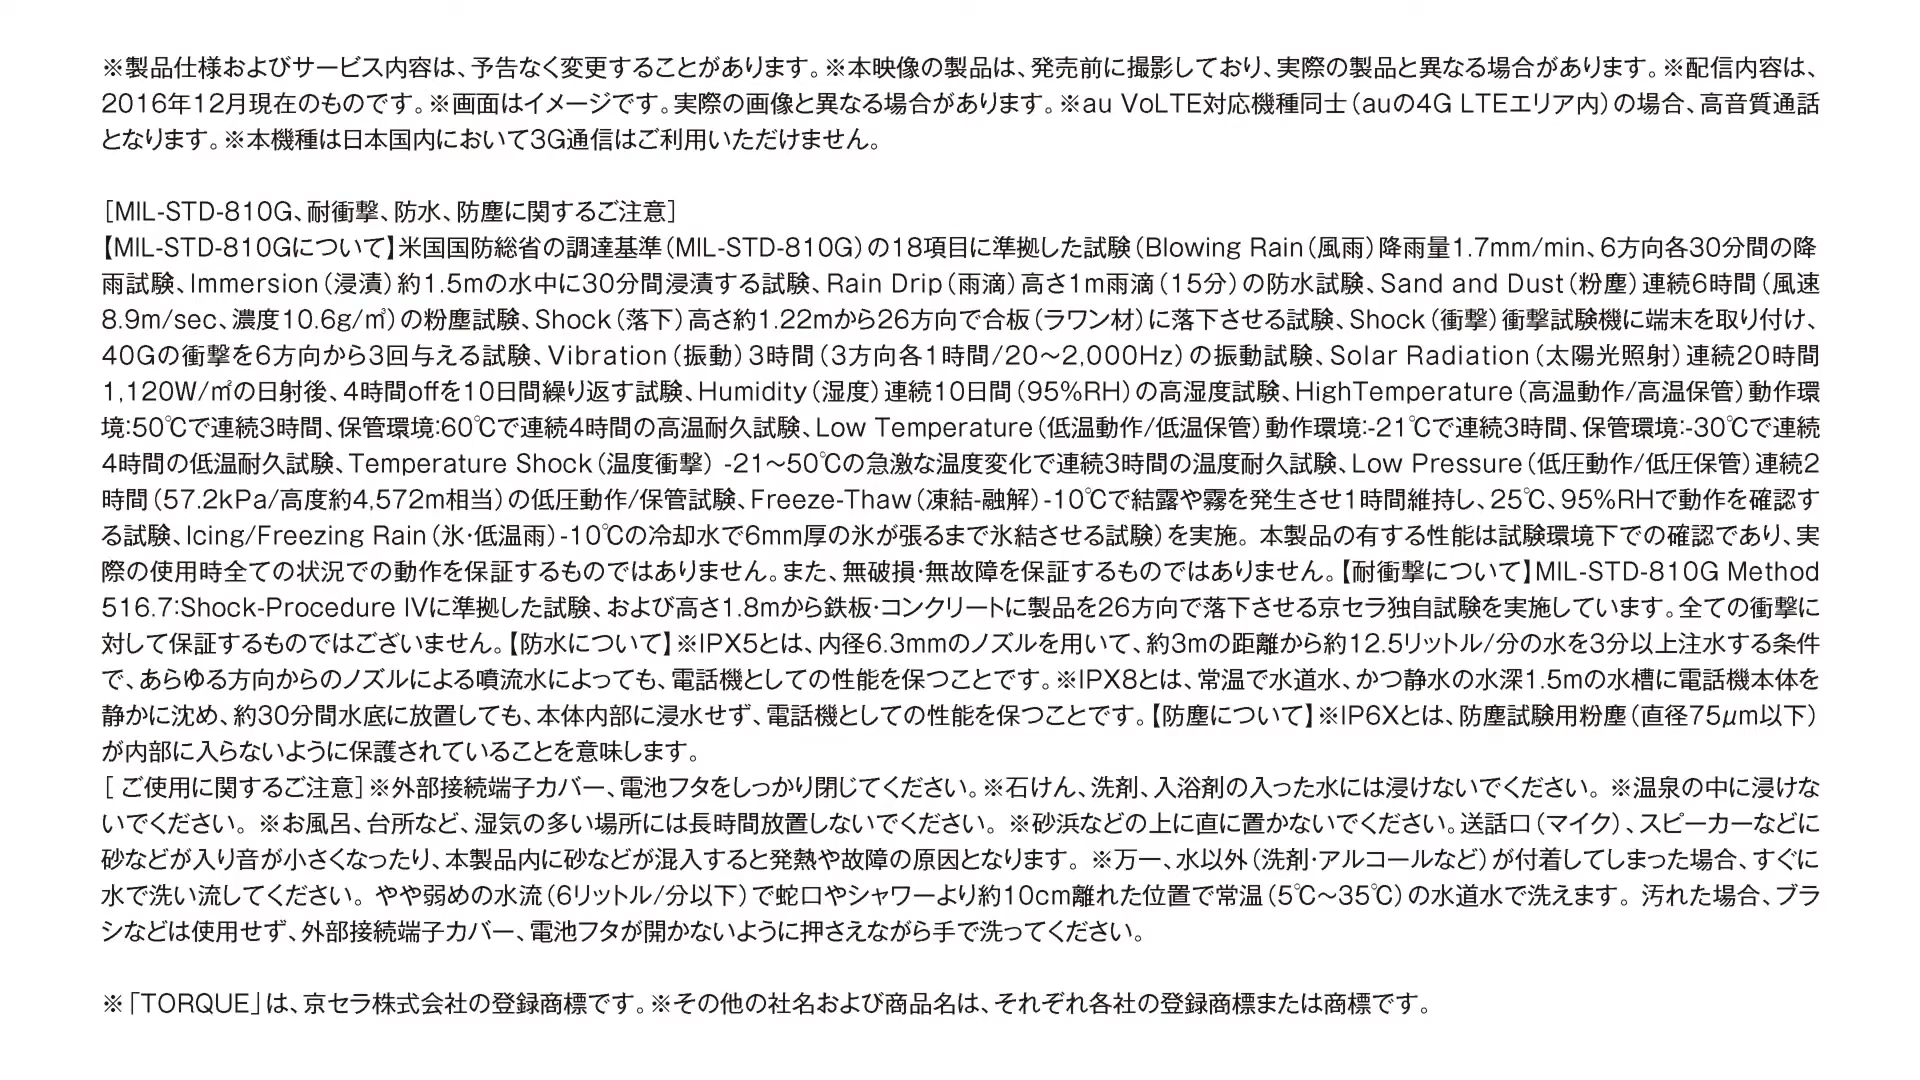 ※製品仕様およびサービス内容は、予告なく変更することがあります。※本映像の製品は、発売前に撮影しており、実際の製品と異なる場合があります。※配信内容は、
2016年12月現在のものです。※画面はイメージです。実際の画像と異なる場合があります。※au VoLTE対応機種同士（auの4G LTEエリア内）の場合、高音質通話
となります。※本機種は日本国内において3G通信はご利用いただけません。
［MIL-STD-810G、耐衝撃、防水、防塵に関するご注意］
【MIL-STD-810Gについて】米国国防総省の調達基準（MIL-STD-810G）の18項目に準拠した試験（Blowing Rain（風雨）降雨量1.7mm/min、6方向各30分間の降
雨試験、Immersion（浸漬）約1.5mの水中に30分間浸漬する試験、Rain Drip（雨滴）高さ1m雨滴（15分）の防水試験、Sand and Dust（粉塵）連続6時間（風速
8.9m/sec、濃度10.6g/㎥）の粉塵試験、Shock（落下）高さ約1.22mから26方向で合板（ラワン材）に落下させる試験、Shock（衝撃）衝撃試験機に端末を取り付け、
40Gの衝撃を6方向から3回与える試験、Vibration（振動）3時間（3方向各1時間/20～2,000Hz）の振動試験、Solar Radiation（太陽光照射）連続20時間
1,120W/㎡の日射後、4時間offを10日間繰り返す試験、Humidity（湿度）連続10日間（95%RH）の高湿度試験、HighTemperature（高温動作/高温保管）動作環
境:50℃で連続3時間、保管環境:60℃で連続4時間の高温耐久試験、Low Temperature（低温動作/低温保管）動作環境:-21℃で連続3時間、保管環境:-30℃で連続
4時間の低温耐久試験、Temperature Shock（温度衝撃） -21～50℃の急激な温度変化で連続3時間の温度耐久試験、Low Pressure（低圧動作/低圧保管）連続2
時間（57.2kPa/高度約4,572m相当）の低圧動作/保管試験、Freeze-Thaw（凍結-融解）-10℃で結露や霧を発生させ1時間維持し、25℃、95%RHで動作を確認す
る試験、Icing/Freezing Rain（氷・低温雨）-10℃の冷却水で6mm厚の氷が張るまで氷結させる試験）を実施。 本製品の有する性能は試験環境下での確認であり、実
際の使用時全ての状況での動作を保証するものではありません。また、無破損・無故障を保証するものではありません。【耐衝撃について】MIL-STD-810G Method
516.7:Shock-Procedure IVに準拠した試験、および高さ1.8mから鉄板・コンクリートに製品を26方向で落下させる京セラ独自試験を実施しています。全ての衝撃に
対して保証するものではございません。【防水について】※IPX5とは、内径6.3mmのノズルを用いて、約3mの距離から約12.5リットル/分の水を3分以上注水する条件
で、あらゆる方向からのノズルによる噴流水によっても、電話機としての性能を保つことです。※IPX8とは、常温で水道水、かつ静水の水深1.5mの水槽に電話機本体を
静かに沈め、約30分間水底に放置しても、本体内部に浸水せず、電話機としての性能を保つことです。【防塵について】※IP6Xとは、防塵試験用粉塵（直径75μm以下）
が内部に入らないように保護されていることを意味します。
［ ご使用に関するご注意］※外部接続端子カバー、電池フタをしっかり閉じてください。※石けん、洗剤、入浴剤の入った水には浸けないでください。 ※温泉の中に浸けな
いでください。 ※お風呂、台所など、湿気の多い場所には長時間放置しないでください。 ※砂浜などの上に直に置かないでください。送話口（マイク）、スピーカーなどに
砂などが入り音が小さくなったり、本製品内に砂などが混入すると発熱や故障の原因となります。 ※万一、水以外（洗剤・アルコールなど）が付着してしまった場合、すぐに
水で洗い流してください。 やや弱めの水流（6リットル/分以下）で蛇口やシャワーより約10cm離れた位置で常温（5℃～35℃）の水道水で洗えます。 汚れた場合、ブラ
シなどは使用せず、外部接続端子カバー、電池フタが開かないように押さえながら手で洗ってください。
※「TORQUE」は、京セラ株式会社の登録商標です。※その他の社名および商品名は、それぞれ各社の登録商標または商標です。